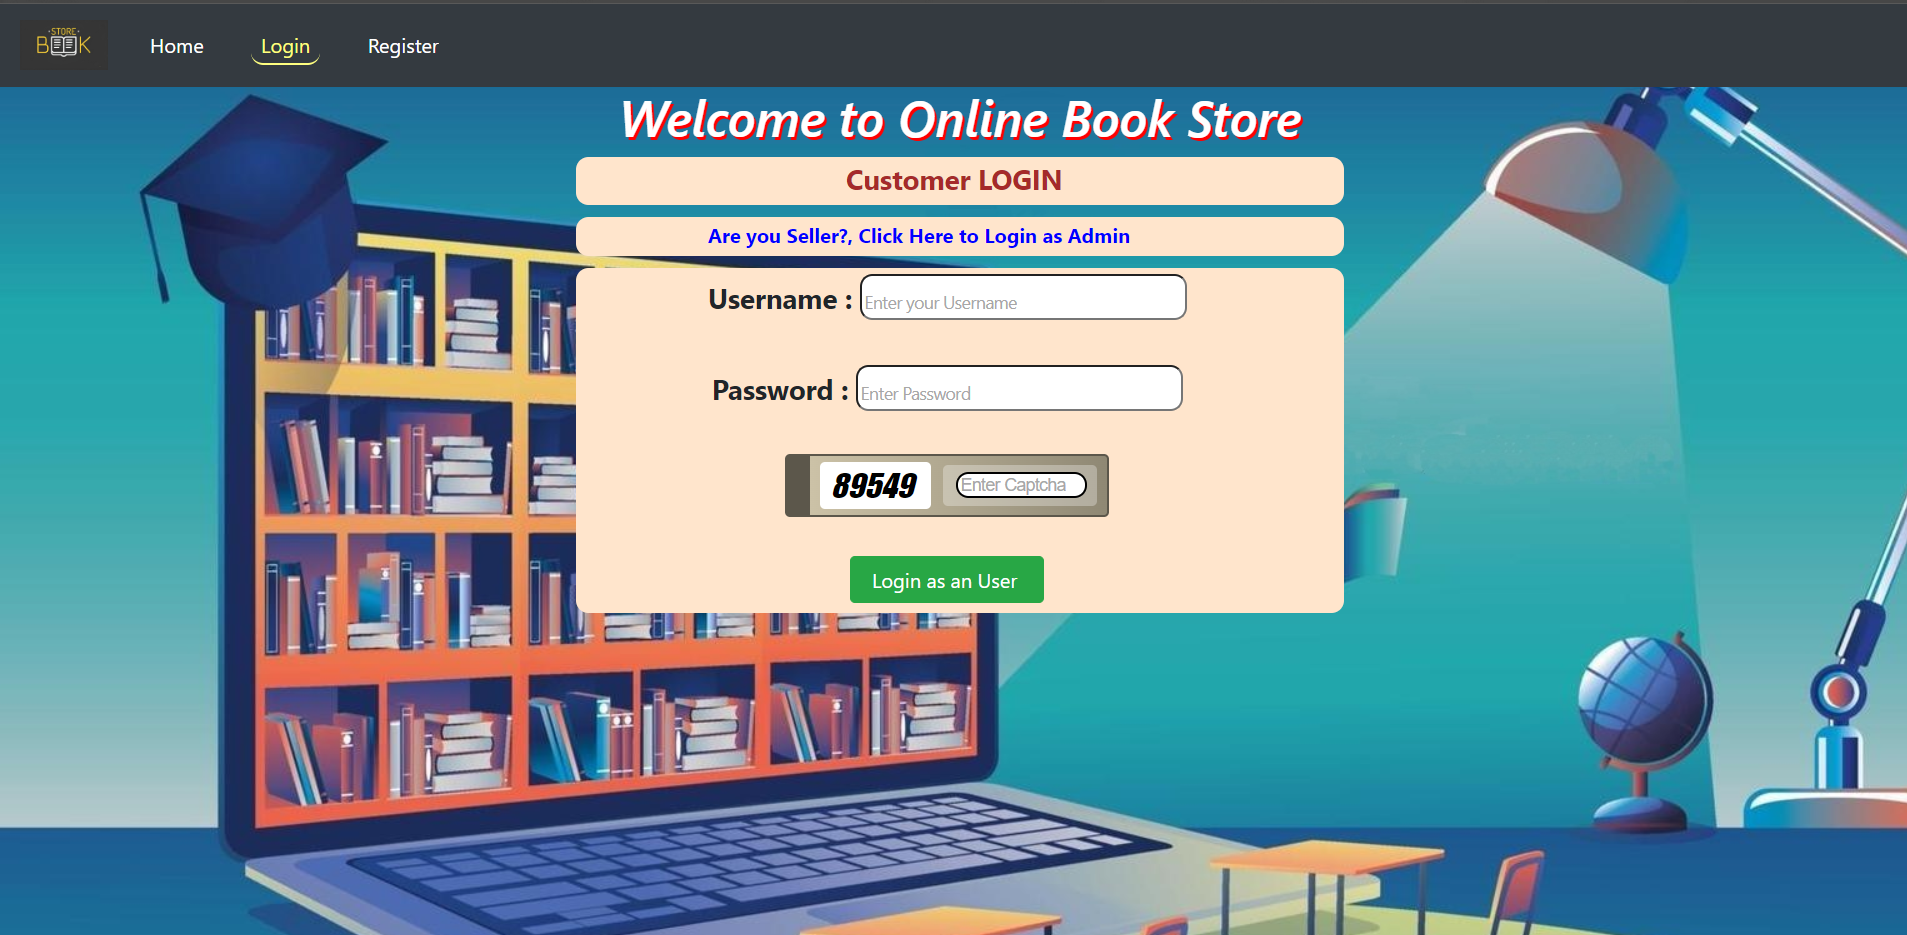 STORE
BOOK
Home
Login
Register
Welcome to Online Book Store
Customer LOGIN
Are you Seller?, Click Here to Login as Admin
Username : Enter your Username
Password : Enter Password
89549 Enter Captcha
Login as an User